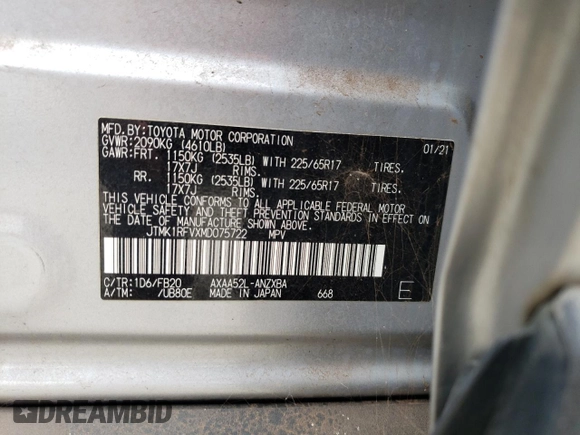 MFD.BY:TOYOTA MOTOR CORPORATION 01/21
GVWR:2090KG (4610LB)
GAWR:FRT. 1150KG (2535LB) WITH 225/65R17 TIRES.
17X7J RIMS.
RR. 1150KG (2535LB) WITH 225/65R17 TIRES.
17X7J RIMS.
THIS VEHICLE CONFORMS TO ALL APPLICABLE FEDERAL MOTOR
VEHICLE SAFETY AND THEFT PREVENTION STANDARDS IN EFFECT
ON THE DATE OF MANUFACTURE SHOWN ABOVE.
JTMK1RFVXMD075722 MPV
C/TR:1D6/FB20 AXAA52L-ANZXBA
A/TM: /UB80E MADE IN JAPAN 668 E
DREAMBID